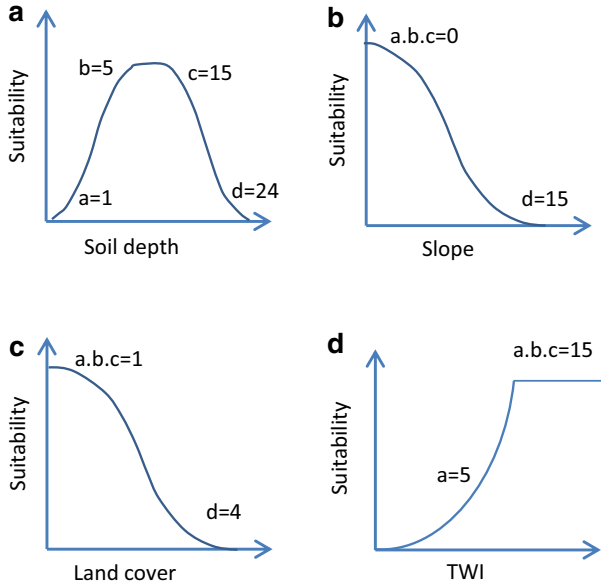 a
Suitability
b=5
c=15
a=1
d=24
Soil depth
b
Suitability
a.b.c=0
d=15
Slope
c
Suitability
a.b.c=1
d=4
Land cover
d
Suitability
a.b.c=15
a=5
TWI